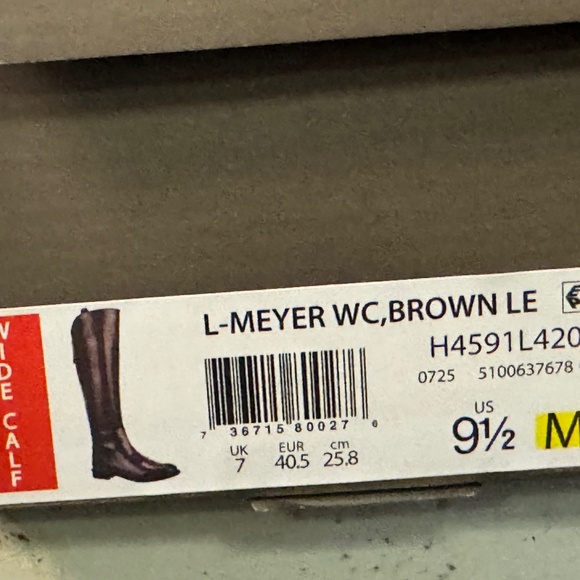 WIDE CALF
L-MEYER WC,BROWN LE
H4591L420
0725 5100637678
7 36715 80027 6
US
9½ M
UK EUR cm
7 40.5 25.8